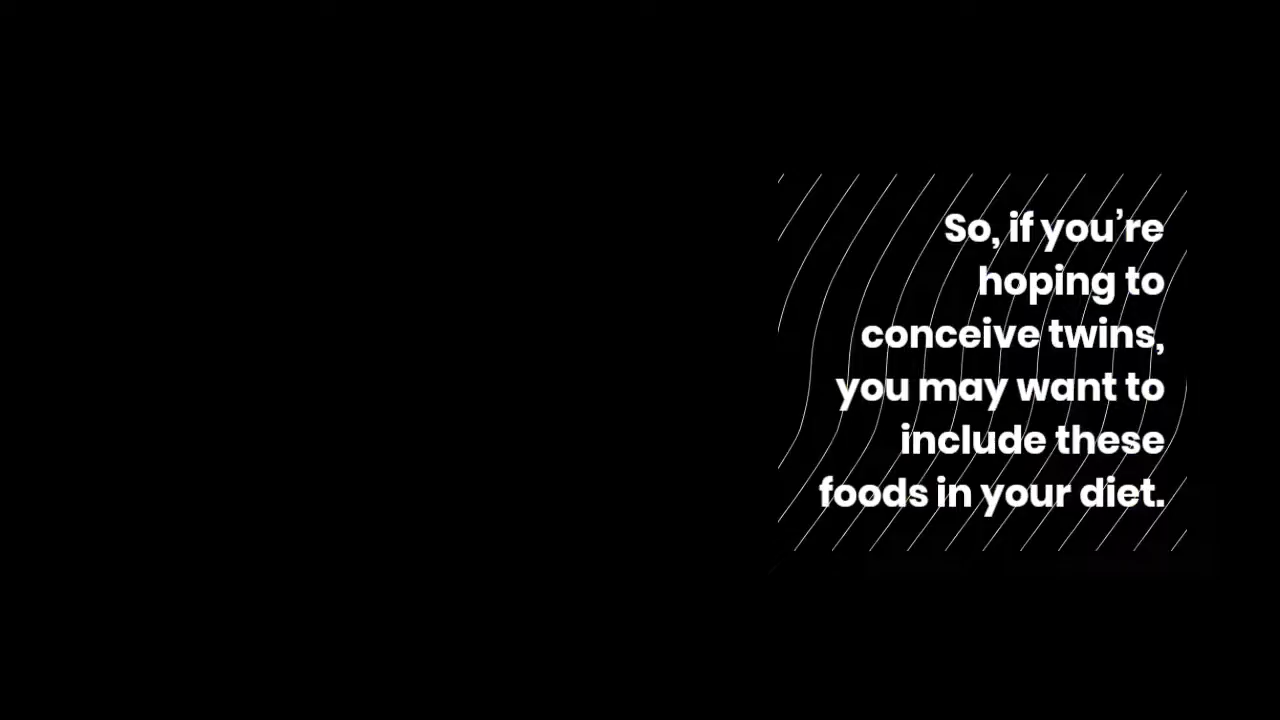 So, if you’re
hoping to
conceive twins,
you may want to
include these
foods in your diet.